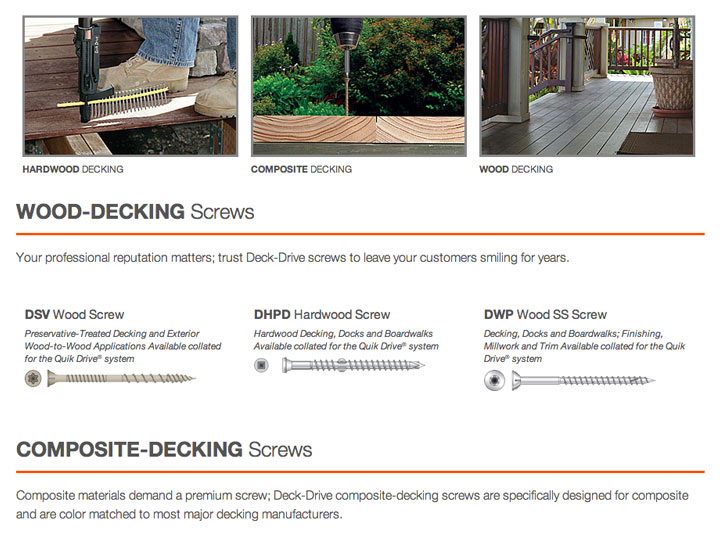 HARDWOOD DECKING
COMPOSITE DECKING
WOOD DECKING
WOOD-DECKING Screws
Your professional reputation matters; trust Deck-Drive screws to leave your customers smiling for years.
DSV Wood Screw
Preservative-Treated Decking and Exterior
Wood-to-Wood Applications Available collated
for the Quik Drive® system
DHPD Hardwood Screw
Hardwood Decking, Docks and Boardwalks
Available collated for the Quik Drive® system
DWP Wood SS Screw
Decking, Docks and Boardwalks; Finishing,
Millwork and Trim Available collated for the Quik
Drive® system
COMPOSITE-DECKING Screws
Composite materials demand a premium screw; Deck-Drive composite-decking screws are specifically designed for composite
and are color matched to most major decking manufacturers.